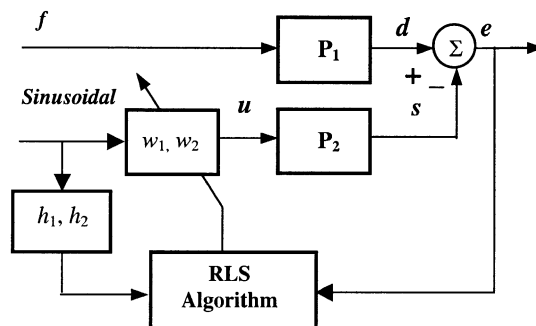 f
P₁
d
Σ
e
+
−
Sinusoidal
w₁, w₂
u
P₂
s
h₁, h₂
RLS
Algorithm